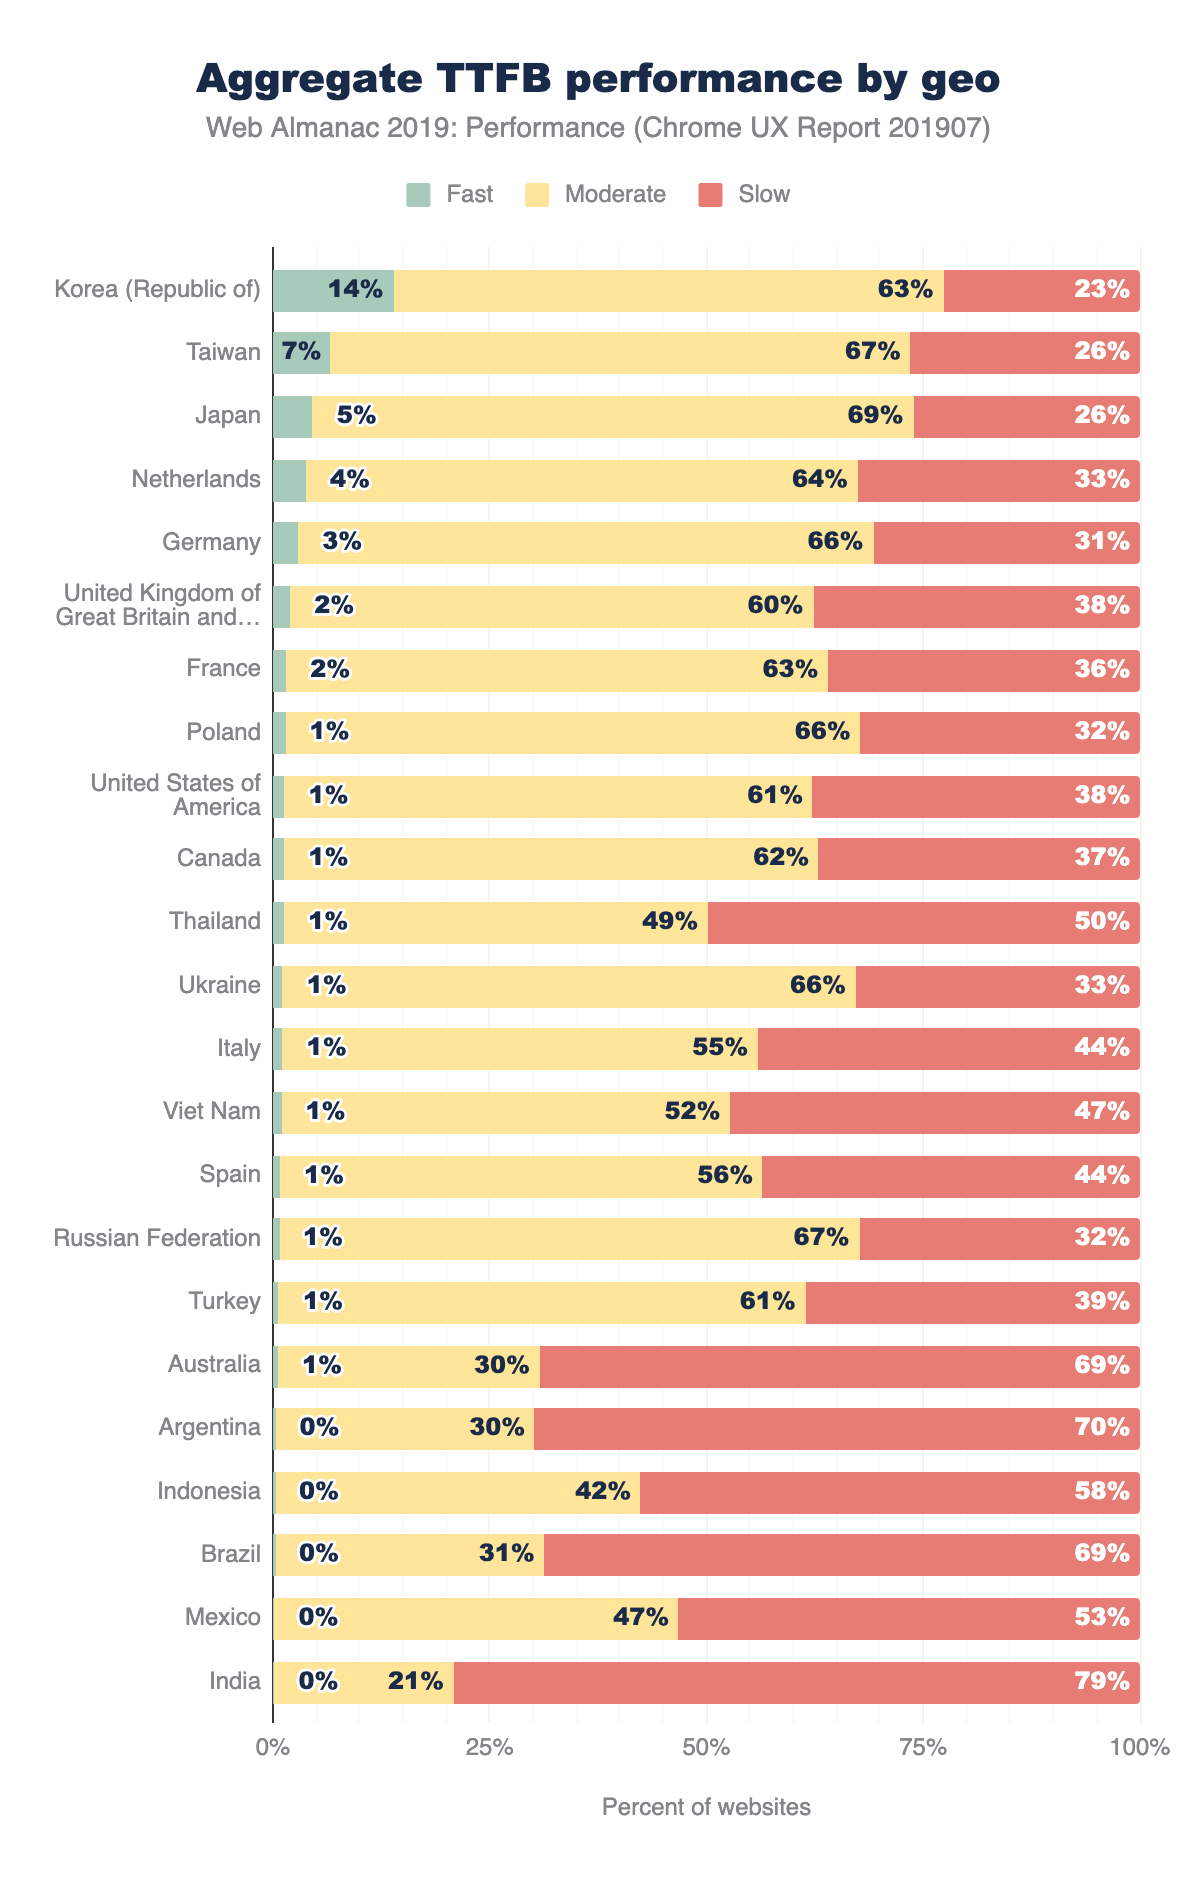 Aggregate TTFB performance by geo
Web Almanac 2019: Performance (Chrome UX Report 201907)
Fast Moderate Slow
Korea (Republic of) 14% 63% 23%
Taiwan 7% 67% 26%
Japan 5% 69% 26%
Netherlands 4% 64% 33%
Germany 3% 66% 31%
United Kingdom of
Great Britain and... 2% 60% 38%
France 2% 63% 36%
Poland 1% 66% 32%
United States of
America 1% 61% 38%
Canada 1% 62% 37%
Thailand 1% 49% 50%
Ukraine 1% 66% 33%
Italy 1% 55% 44%
Viet Nam 1% 52% 47%
Spain 1% 56% 44%
Russian Federation 1% 67% 32%
Turkey 1% 61% 39%
Australia 1% 30% 69%
Argentina 0% 30% 70%
Indonesia 0% 42% 58%
Brazil 0% 31% 69%
Mexico 0% 47% 53%
India 0% 21% 79%
0% 25% 50% 75% 100%
Percent of websites